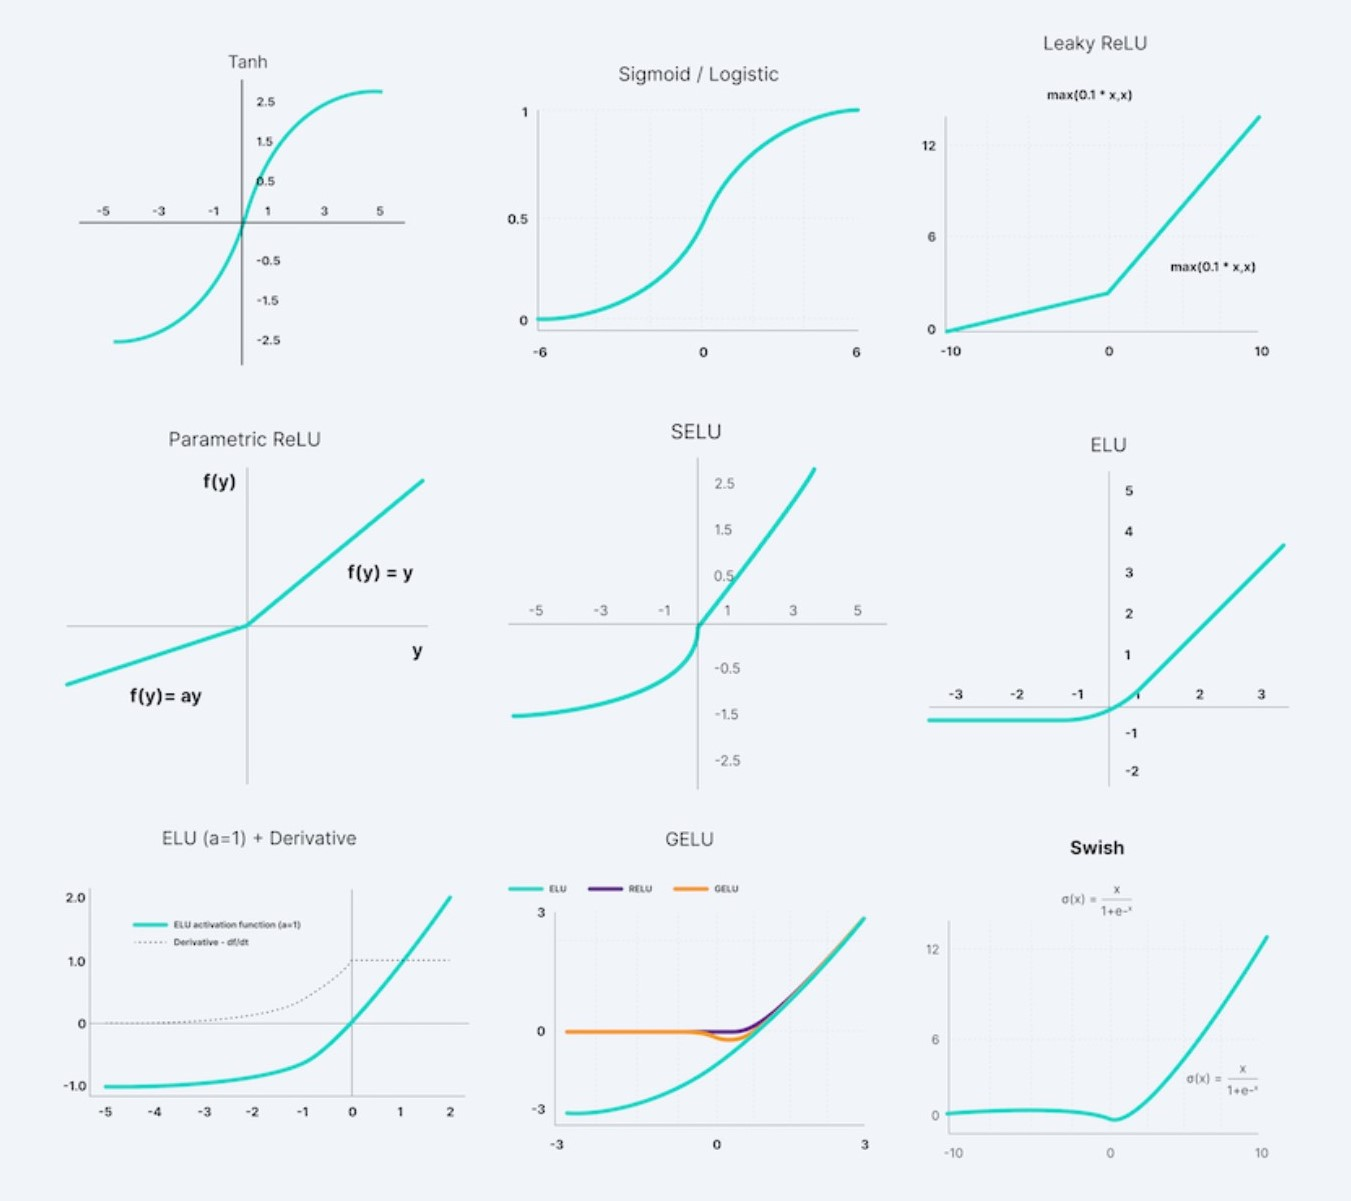 Tanh
2.5
1.5
0.5
-5 -3 -1 1 3 5
-0.5
-1.5
-2.5
Sigmoid / Logistic
1
0.5
0
-6 0 6
Leaky ReLU
max(0.1 * x,x)
12
6
max(0.1 * x,x)
0
-10 0 10
Parametric ReLU
f(y)
f(y) = y
y
f(y)= ay
SELU
2.5
1.5
0.5
-5 -3 -1 1 3 5
-0.5
-1.5
-2.5
ELU
5
4
3
2
1
-3 -2 -1 1 2 3
-1
-2
ELU (a=1) + Derivative
2.0
ELU activation function (a=1)
Derivative - df/dt
1.0
0
-1.0
-5 -4 -3 -2 -1 0 1 2
GELU
ELU RELU GELU
3
0
-3
-3 0 3
Swish
σ(x) = x
1+e-ˣ
12
6
σ(x) = x
1+e-ˣ
0
-10 0 10